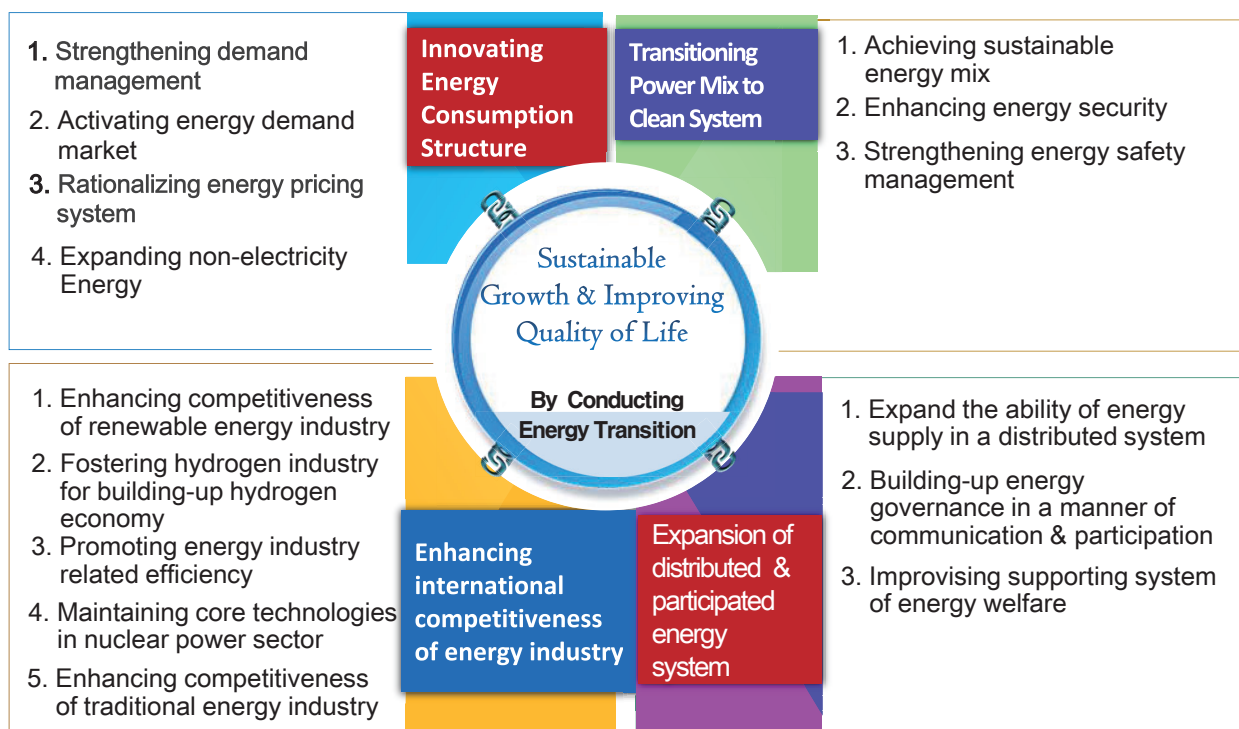 1. Strengthening demand
management
2. Activating energy demand
market
3. Rationalizing energy pricing
system
4. Expanding non-electricity
Energy
Innovating
Energy
Consumption
Structure
Transitioning
Power Mix to
Clean System
1. Achieving sustainable
energy mix
2. Enhancing energy security
3. Strengthening energy safety
management
Sustainable
Growth & Improving
Quality of Life
By Conducting
Energy Transition
1. Enhancing competitiveness
of renewable energy industry
2. Fostering hydrogen industry
for building-up hydrogen
economy
3. Promoting energy industry
related efficiency
4. Maintaining core technologies
in nuclear power sector
5. Enhancing competitiveness
of traditional energy industry
Enhancing
international
competitiveness
of energy industry
Expansion of
distributed &
participated
energy
system
1. Expand the ability of energy
supply in a distributed system
2. Building-up energy
governance in a manner of
communication & participation
3. Improvising supporting system
of energy welfare